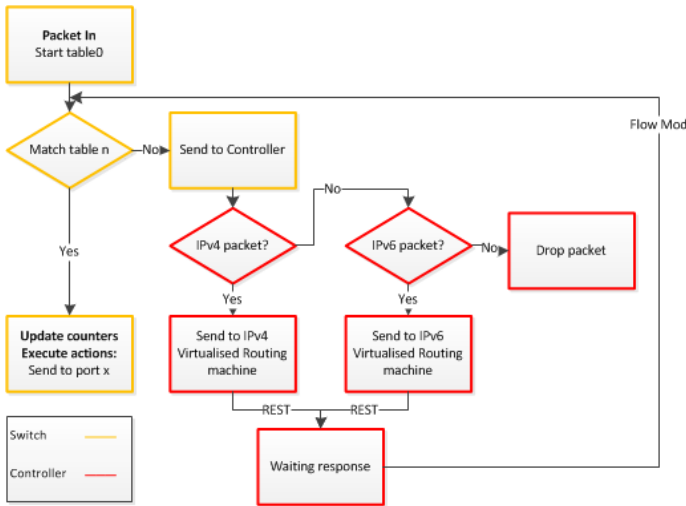 Packet In
Start table0
Flow Mod
Match table n
No
Send to Controller
No
IPv4 packet?
IPv6 packet?
No
Drop packet
Yes
Yes
Yes
Update counters
Execute actions:
Send to port x
Send to IPv4
Virtualised Routing
machine
Send to IPv6
Virtualised Routing
machine
REST
REST
Switch
Controller
Waiting response